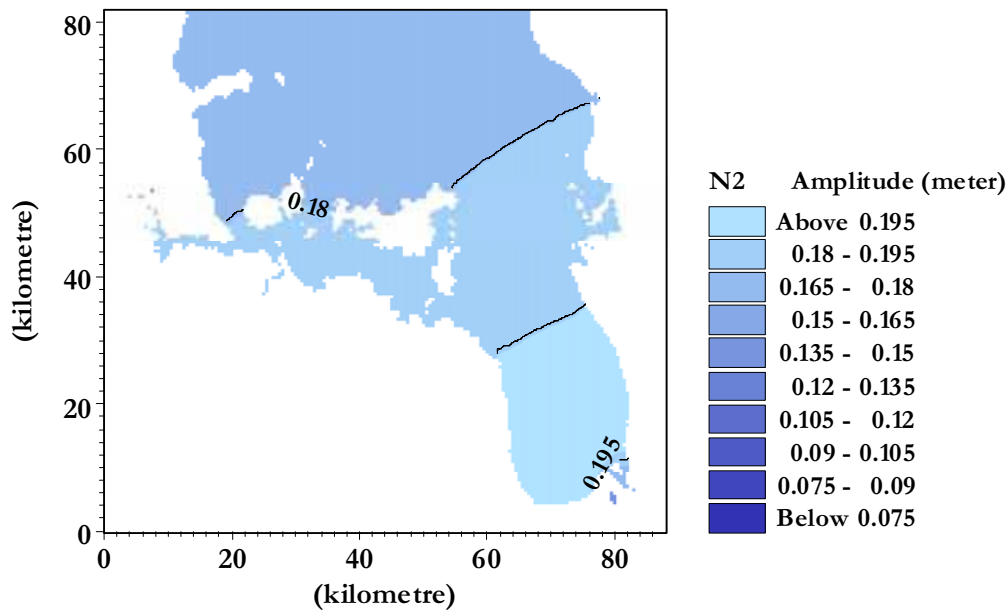 80
60
40
20
0
(kilometre)
0 20 40 60 80
(kilometre)
0.18
0.195
N2 Amplitude (meter)
Above 0.195
0.18 - 0.195
0.165 - 0.18
0.15 - 0.165
0.135 - 0.15
0.12 - 0.135
0.105 - 0.12
0.09 - 0.105
0.075 - 0.09
Below 0.075